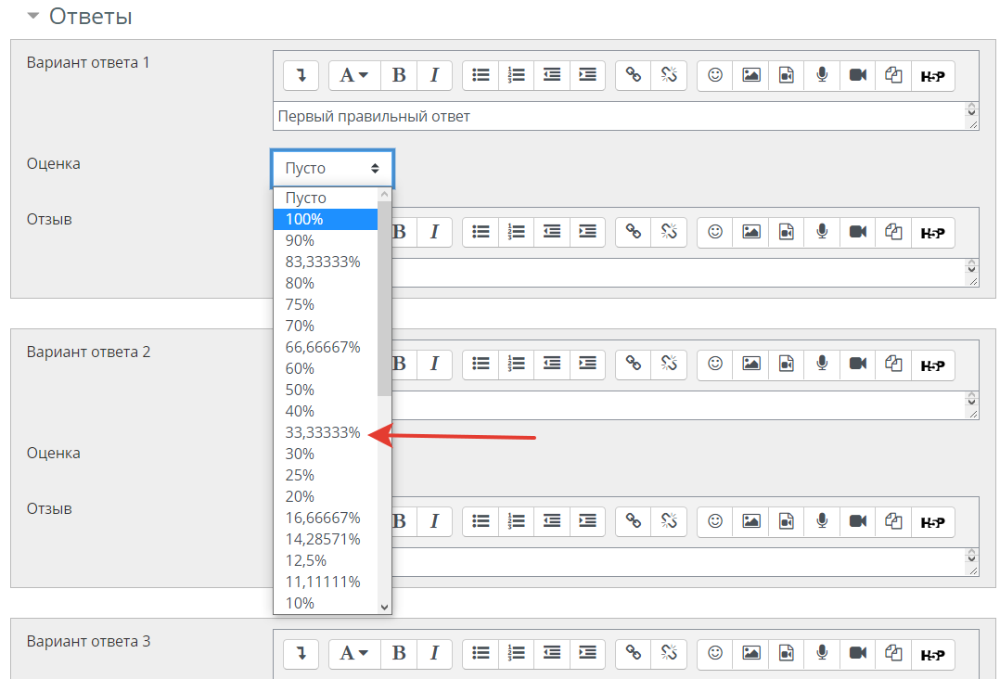 Ответы
Вариант ответа 1
A B I H5P
Первый правильный ответ
Оценка
Пусто
Пусто
100%
90%
83,33333%
80%
75%
70%
66,66667%
60%
50%
40%
33,33333%
30%
25%
20%
16,66667%
14,28571%
12,5%
11,11111%
10%
Отзыв
B I H5P
Вариант ответа 2
B I H5P
Оценка
Отзыв
B I H5P
Вариант ответа 3
A B I H5P